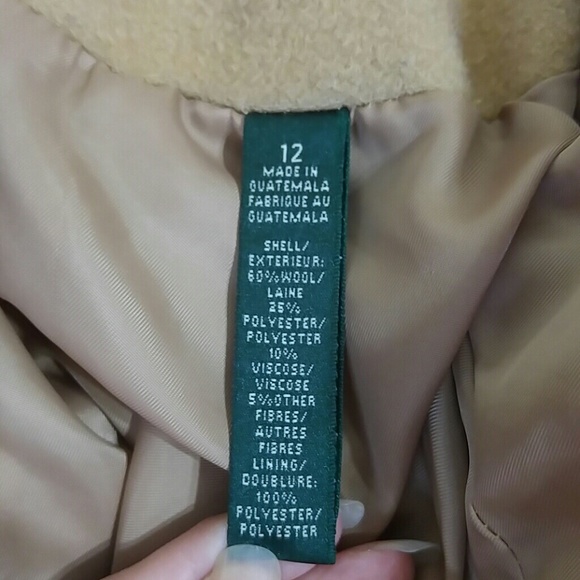 12
MADE IN
GUATEMALA
FABRIQUE AU
GUATEMALA
SHELL/
EXTERIEUR:
60%WOOL/
LAINE
25%
POLYESTER/
POLYESTER
10%
VISCOSE/
VISCOSE
5%OTHER
FIBRES/
AUTRES
FIBRES
LINING/
DOUBLURE:
100%
POLYESTER/
POLYESTER